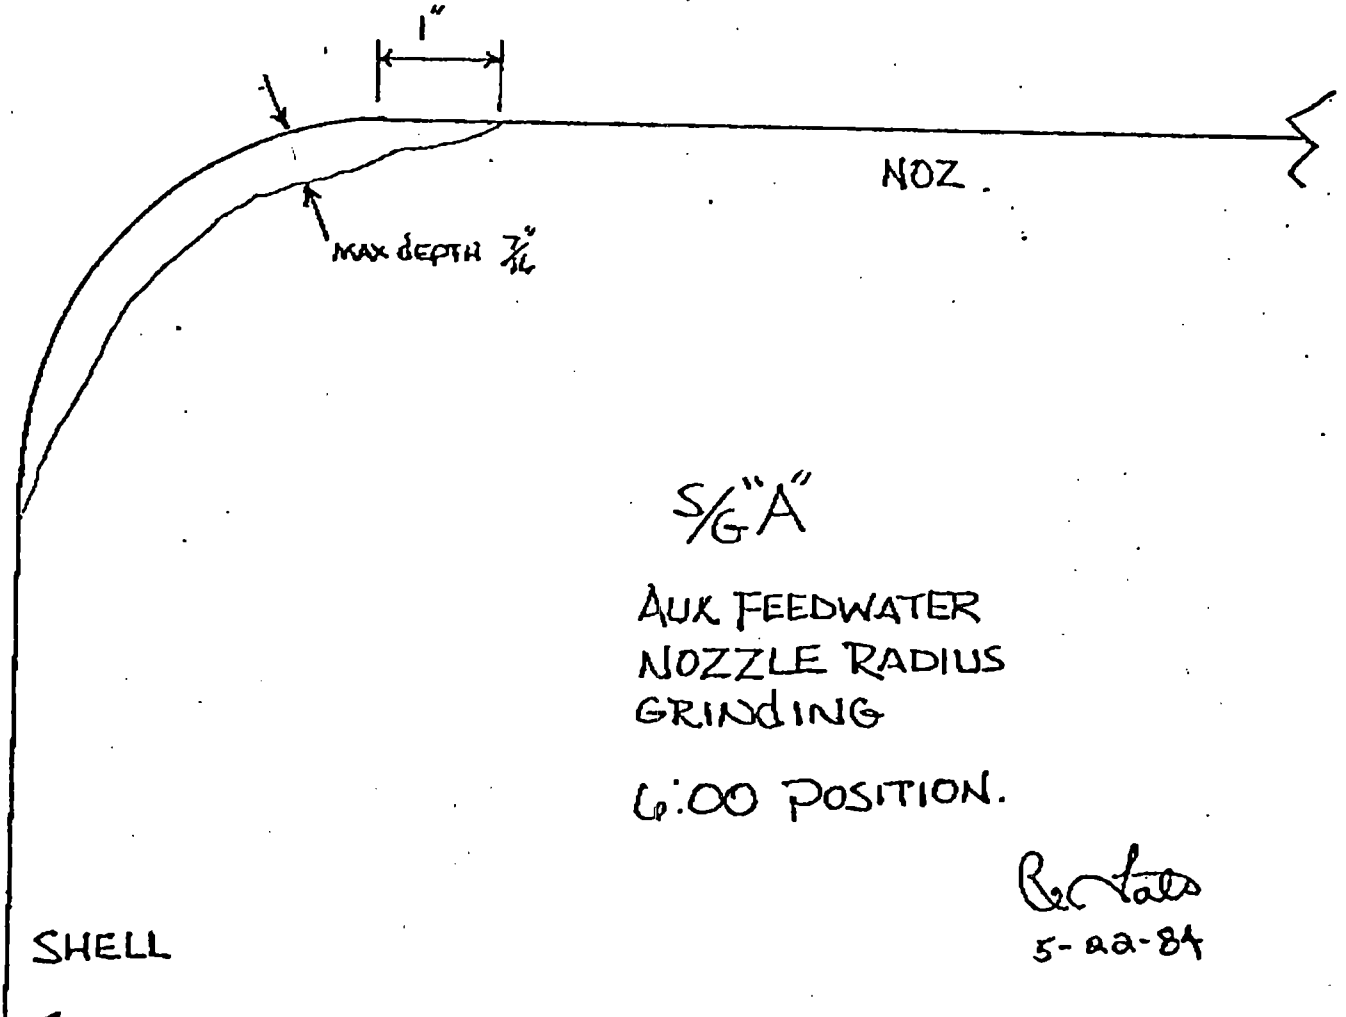 1"
NOZ.
MAX dEPTH 7/16"
S/G "A"
AUX FEEDWATER
NOZZLE RADIUS
GRINdING
6:00 POSITION.
5-22-84
SHELL